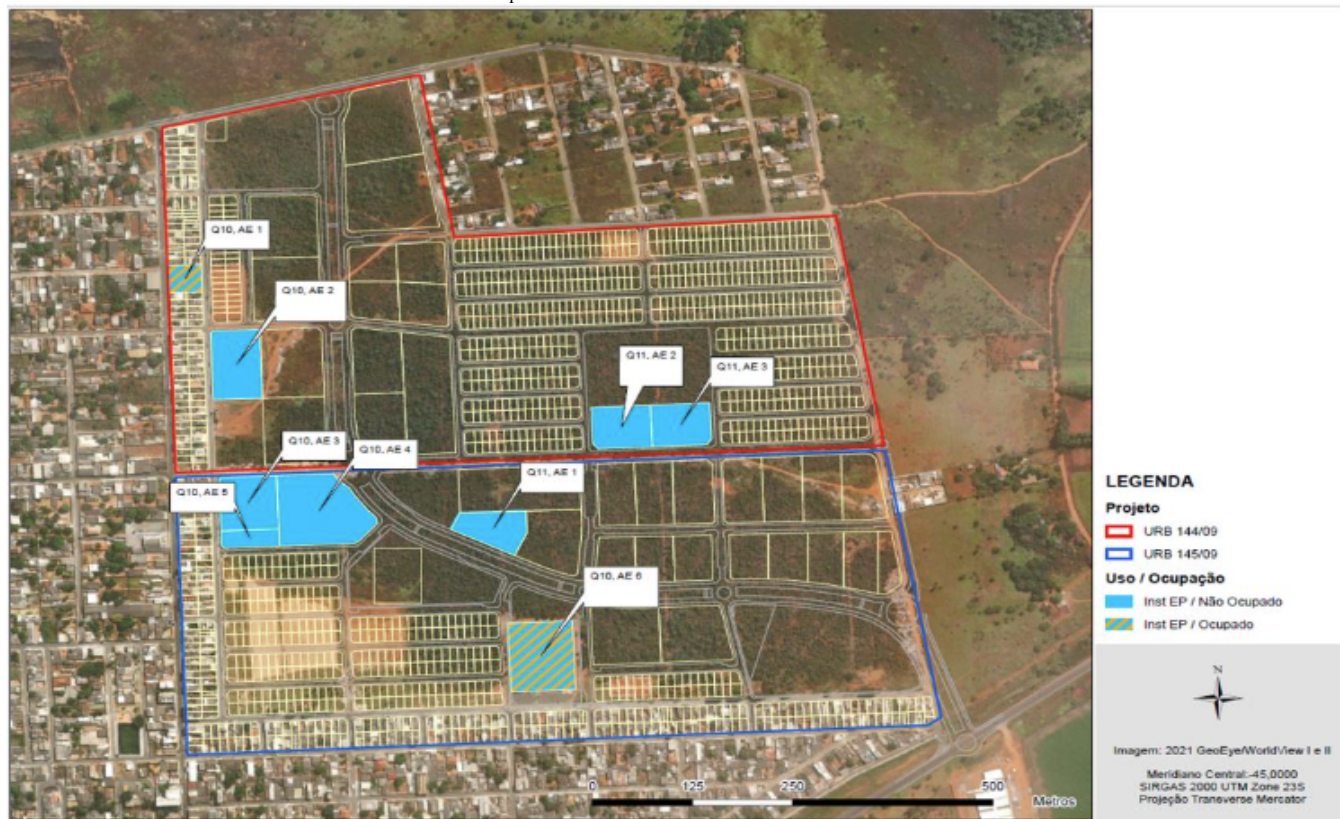 Q10, AE 1
Q10, AE 2
Q11, AE 2
Q11, AE 3
Q10, AE 3
Q10, AE 4
Q10, AE 5
Q11, AE 1
Q10, AE 6
LEGENDA
Projeto
URB 144/09
URB 145/09
Uso / Ocupação
Inst EP / Não Ocupado
Inst EP / Ocupado
N
Imagem: 2021 GeoEye/WorldView I e II
Meridiano Central:-45,0000
SIRGAS 2000 UTM Zone 23S
Projeção Transverse Mercator
0 125 250 500
Metros